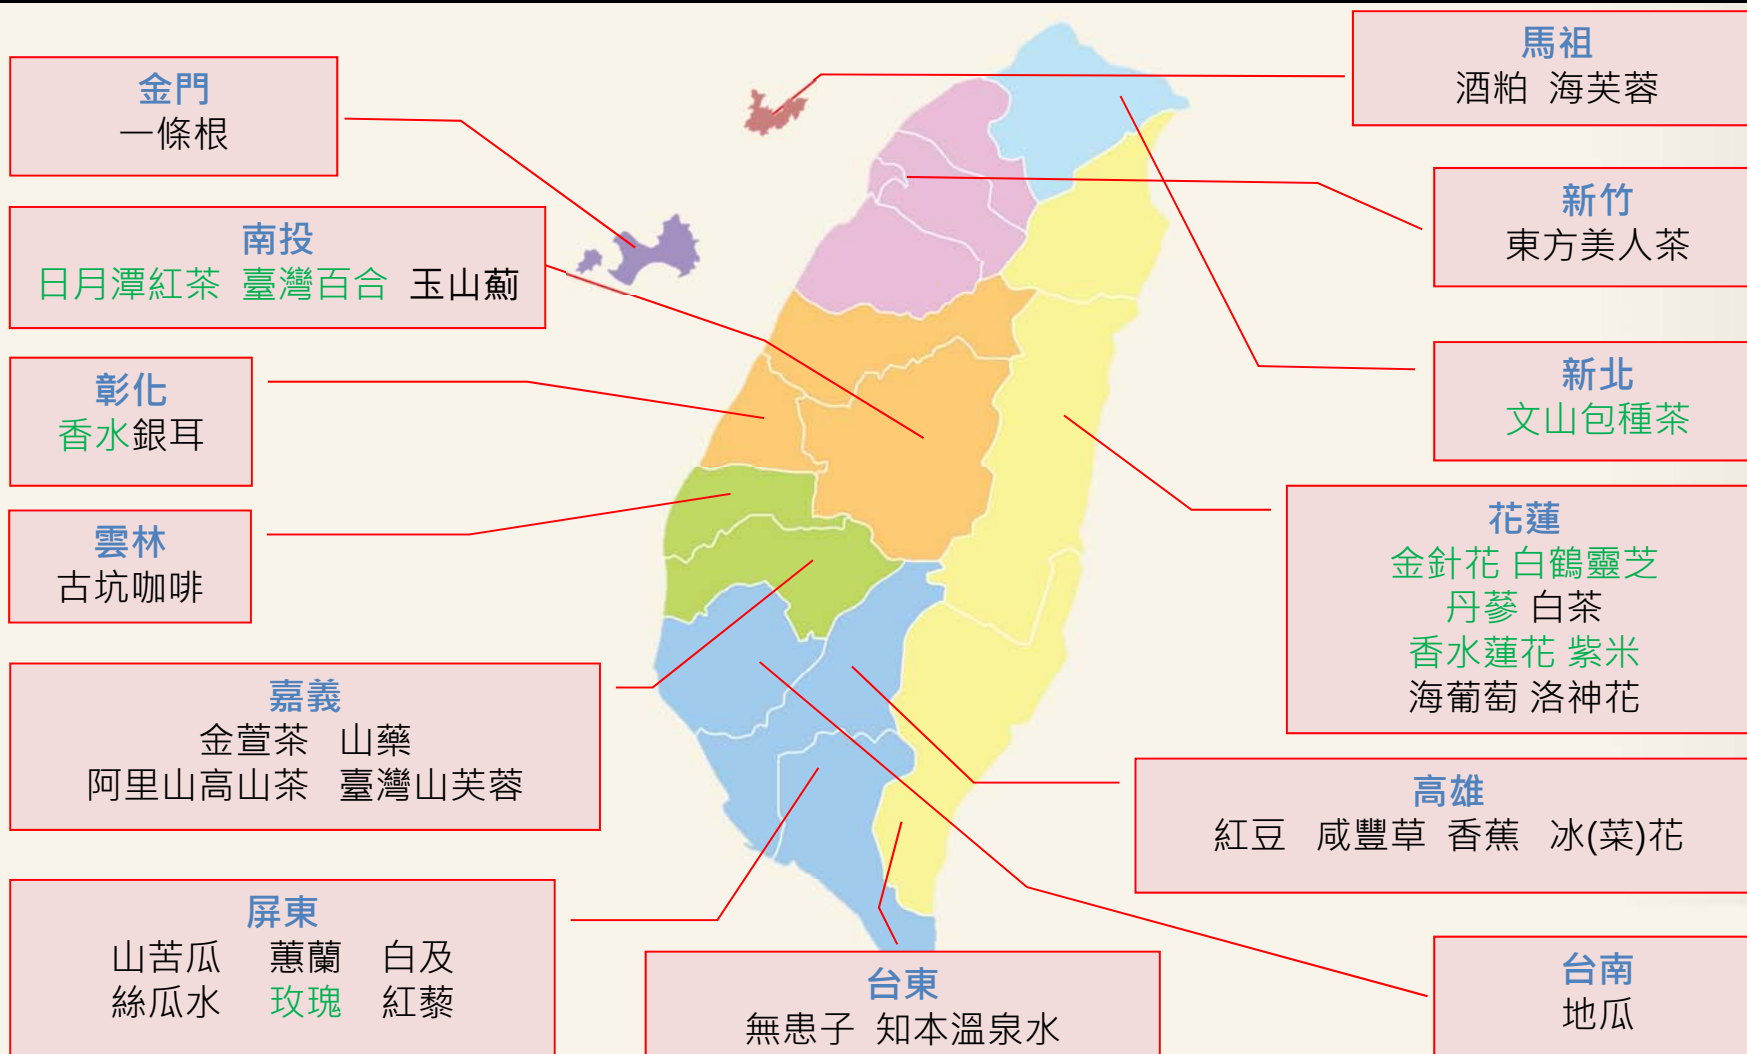 金門
一條根
南投
日月潭紅茶 臺灣百合 玉山薊
彰化
香水銀耳
雲林
古坑咖啡
嘉義
金萱茶 山藥
阿里山高山茶 臺灣山芙蓉
屏東
山苦瓜 蕙蘭 白及
絲瓜水 玫瑰 紅藜
台東
無患子 知本溫泉水
馬祖
酒粕 海芙蓉
新竹
東方美人茶
新北
文山包種茶
花蓮
金針花 白鶴靈芝
丹蔘 白茶
香水蓮花 紫米
海葡萄 洛神花
高雄
紅豆 咸豐草 香蕉 冰(菜)花
台南
地瓜